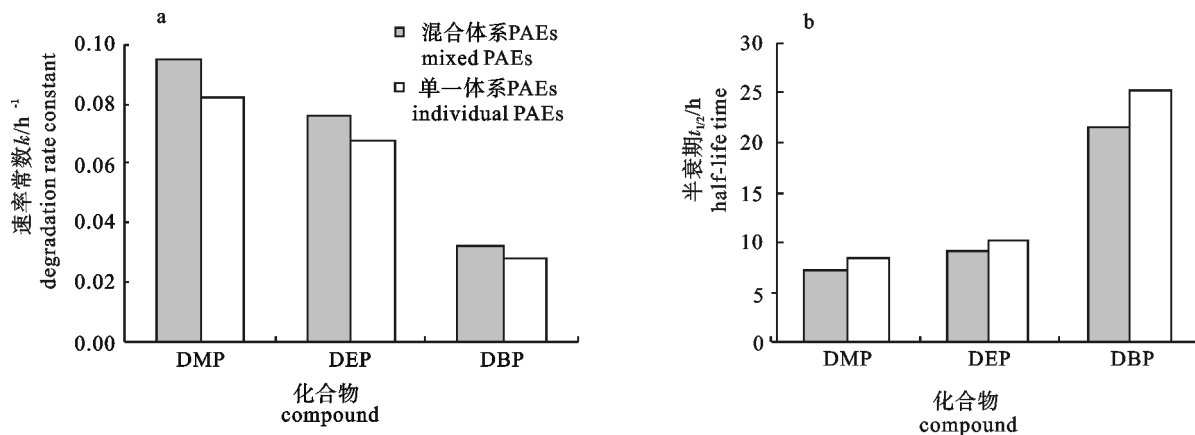 a
速率常数k/h⁻¹
degradation rate constant
0.10
0.08
0.06
0.04
0.02
0.00
混合体系PAEs
mixed PAEs
单一体系PAEs
individual PAEs
DMP DEP DBP
化合物
compound
b
半衰期t1/2/h
half-life time
30
25
20
15
10
5
0
DMP DEP DBP
化合物
compound